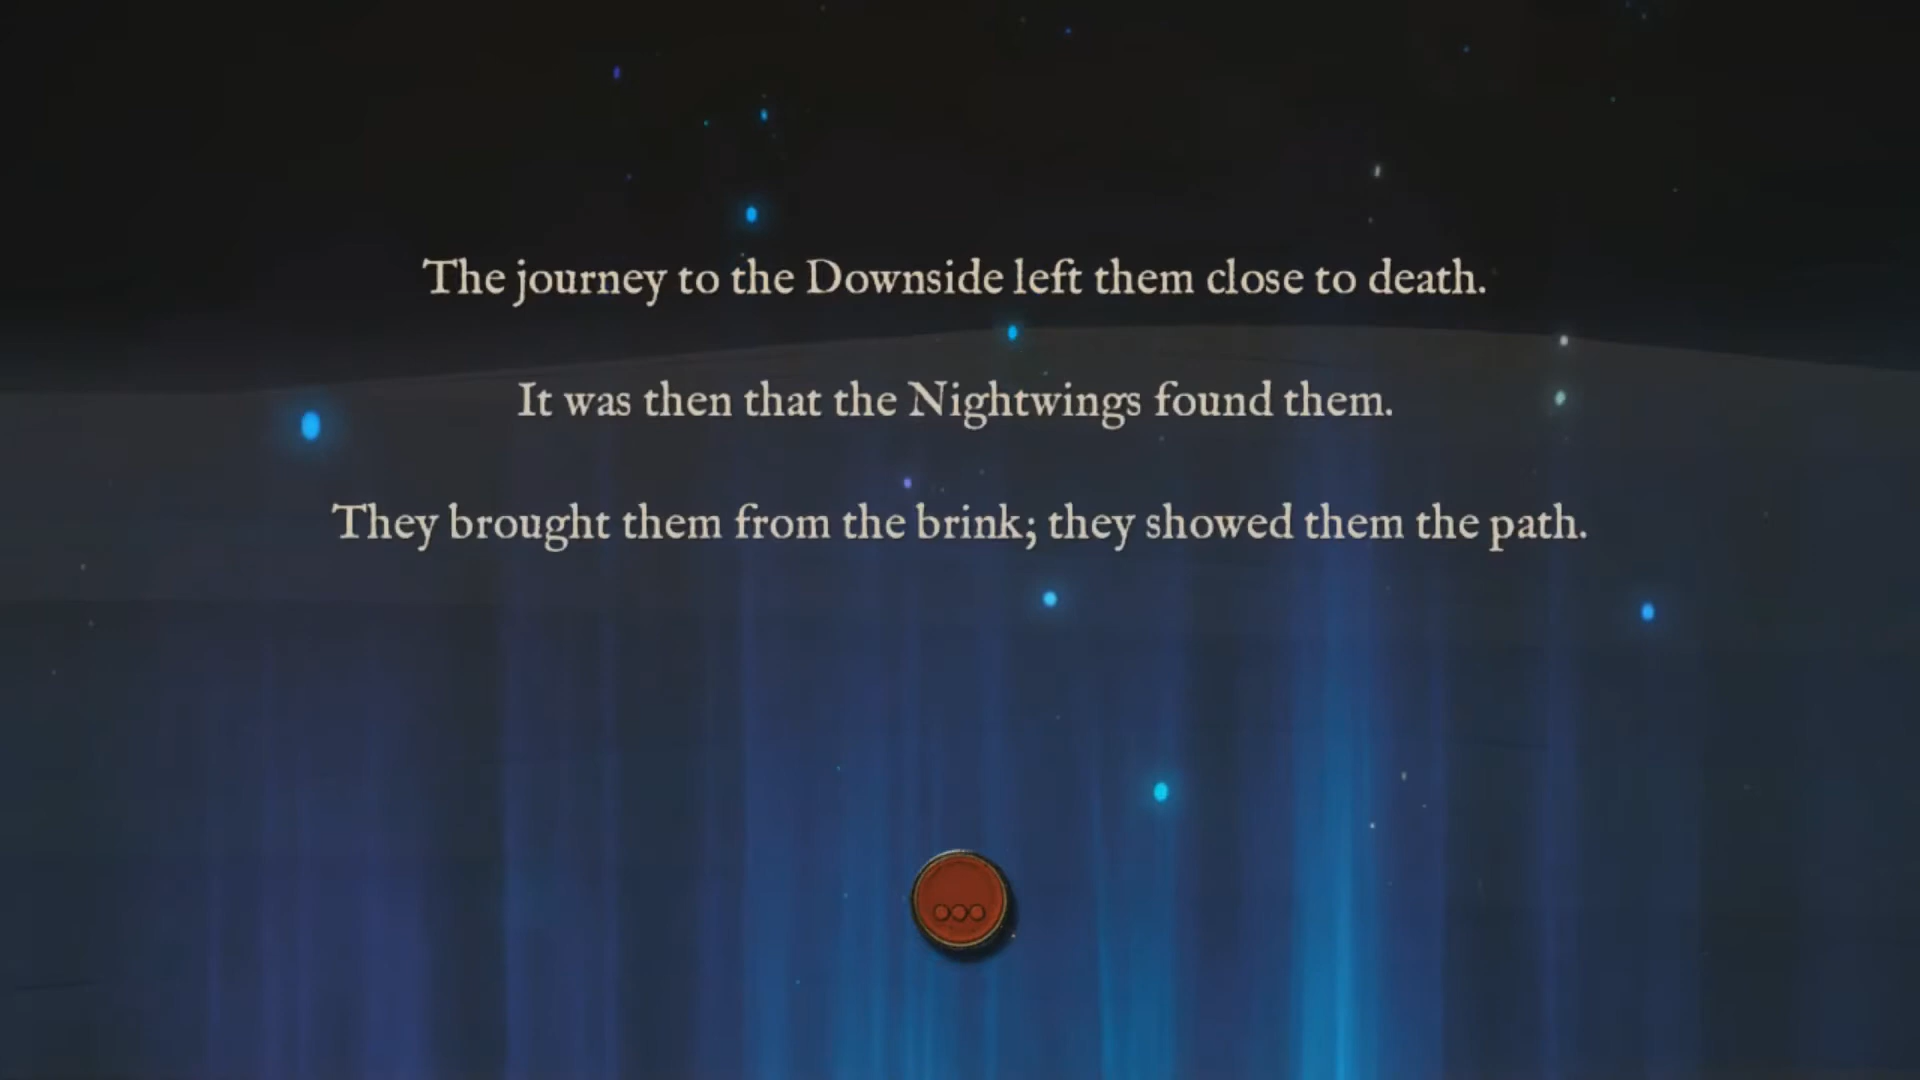 The journey to the Downside left them close to death.
It was then that the Nightwings found them.
They brought them from the brink; they showed them the path.